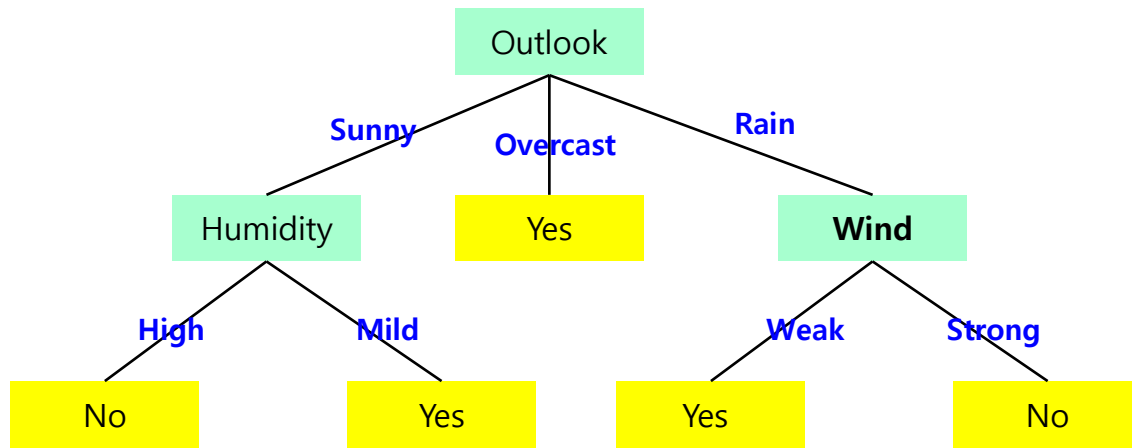 Outlook
Sunny
Overcast
Rain
Humidity
Yes
Wind
High
Mild
Weak
Strong
No
Yes
Yes
No